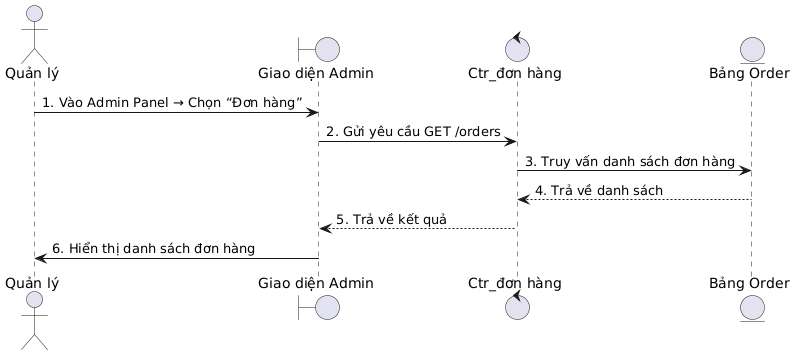 Quản lý
Giao diện Admin
Ctr_đơn hàng
Bảng Order
1. Vào Admin Panel → Chọn “Đơn hàng”
2. Gửi yêu cầu GET /orders
3. Truy vấn danh sách đơn hàng
4. Trả về danh sách
5. Trả về kết quả
6. Hiển thị danh sách đơn hàng
Quản lý
Giao diện Admin
Ctr_đơn hàng
Bảng Order